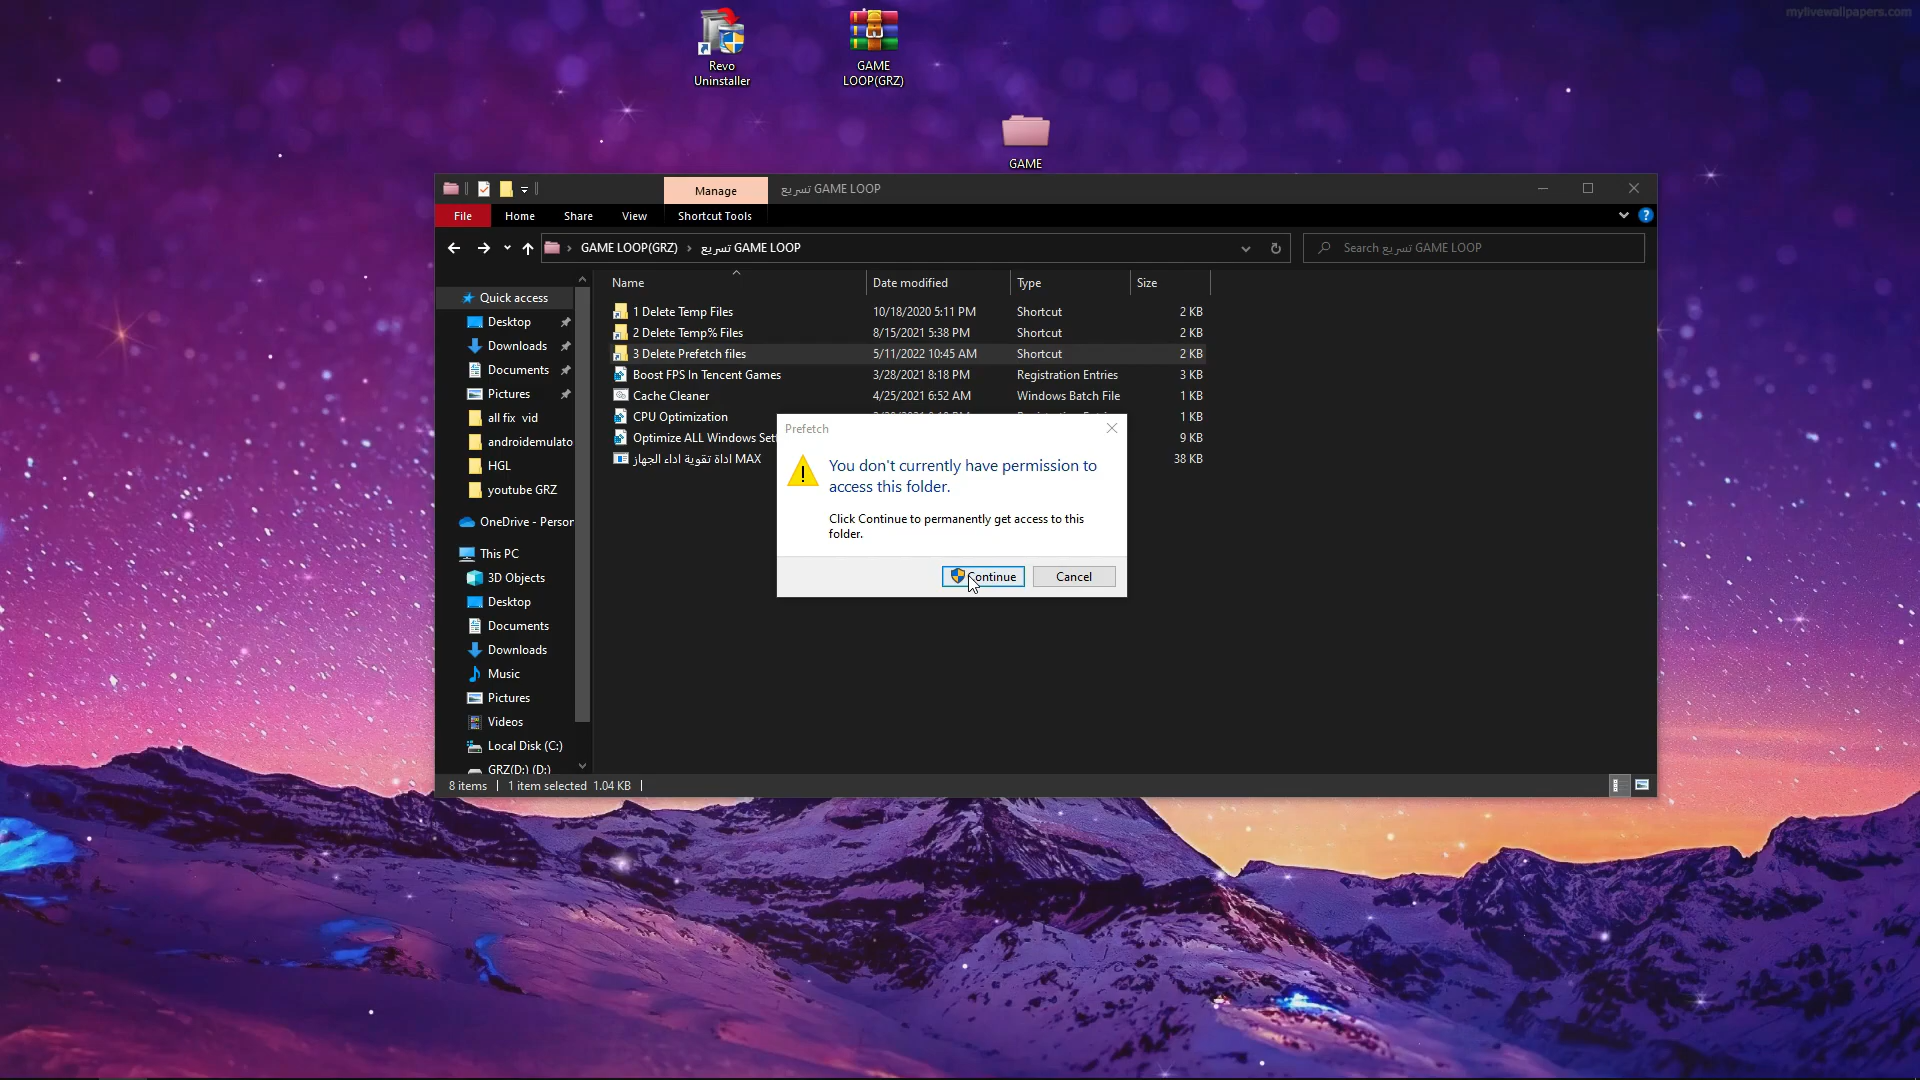 mylivewallpapers.com
Revo
Uninstaller
GAME
LOOP(GRZ)
GAME
Manage
تسريع GAME LOOP
File
Home
Share
View
Shortcut Tools
GAME LOOP(GRZ) › تسريع GAME LOOP
Search تسريع GAME LOOP
Name
Date modified
Type
Size
Quick access
Desktop
Downloads
Documents
Pictures
all fix vid
androidemulato
HGL
youtube GRZ
OneDrive - Person
This PC
3D Objects
Desktop
Documents
Downloads
Music
Pictures
Videos
Local Disk (C:)
GRZ(D:) (D:)
1 Delete Temp Files 10/18/2020 5:11 PM Shortcut 2 KB
2 Delete Temp% Files 8/15/2021 5:38 PM Shortcut 2 KB
3 Delete Prefetch files 5/11/2022 10:45 AM Shortcut 2 KB
Boost FPS In Tencent Games 3/28/2021 8:18 PM Registration Entries 3 KB
Cache Cleaner 4/25/2021 6:52 AM Windows Batch File 1 KB
CPU Optimization 1 KB
Optimize ALL Windows Set 9 KB
اداة تقوية اداء الجهاز MAX 38 KB
Prefetch
You don't currently have permission to
access this folder.
Click Continue to permanently get access to this
folder.
Continue
Cancel
8 items
1 item selected 1.04 KB